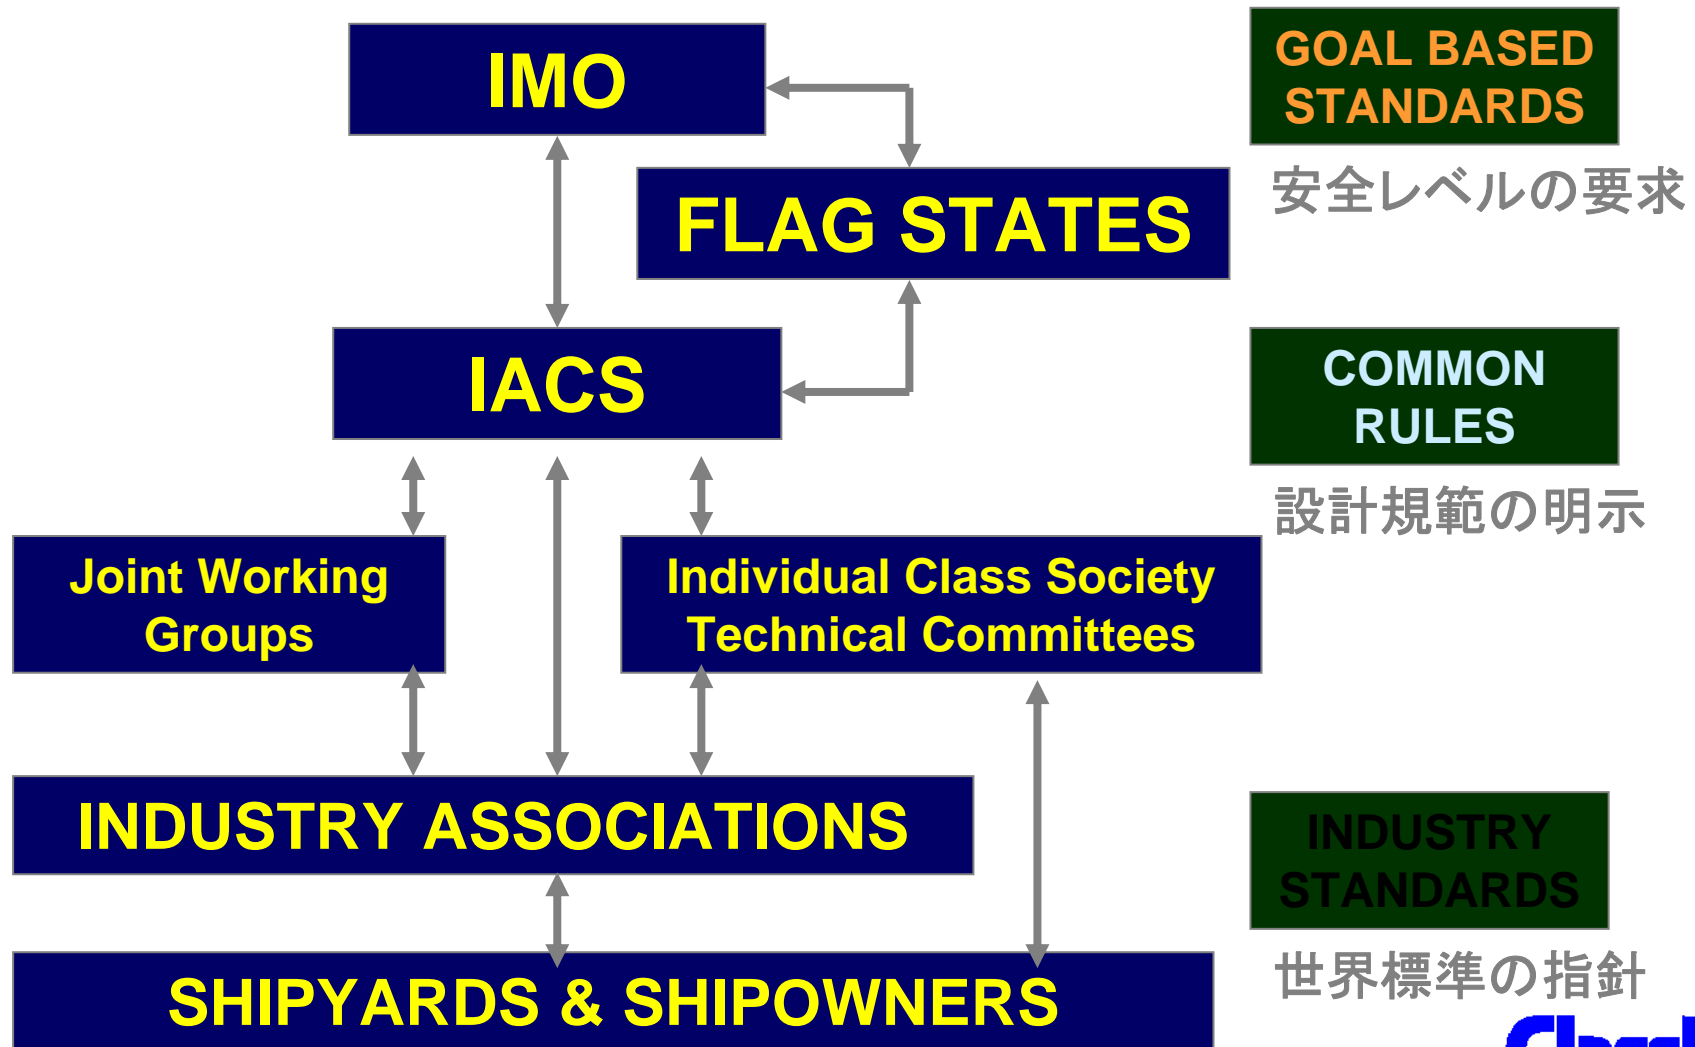 IMO
GOAL BASED
STANDARDS
安全レベルの要求
FLAG STATES
IACS
COMMON
RULES
設計規範の明示
Joint Working
Groups
Individual Class Society
Technical Committees
INDUSTRY ASSOCIATIONS
INDUSTRY
STANDARDS
世界標準の指針
SHIPYARDS & SHIPOWNERS